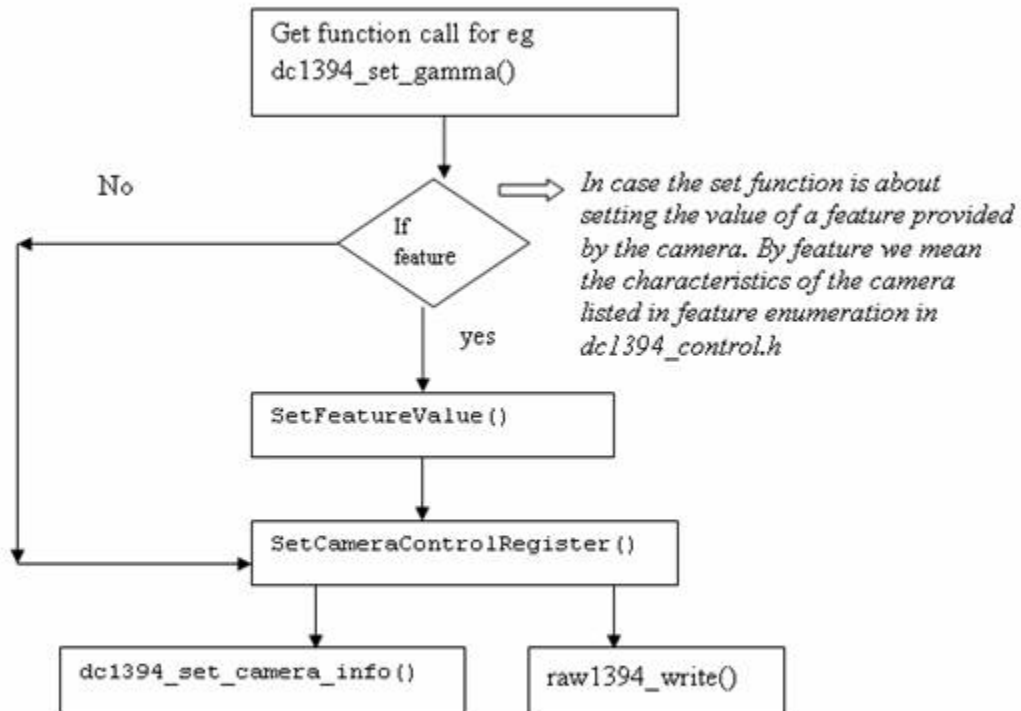 Get function call for eg
dc1394_set_gamma()
No
In case the set function is about
setting the value of a feature provided
by the camera. By feature we mean
the characteristics of the camera
listed in feature enumeration in
dc1394_control.h
If
feature
yes
SetFeatureValue()
SetCameraControlRegister()
dc1394_set_camera_info()
raw1394_write()